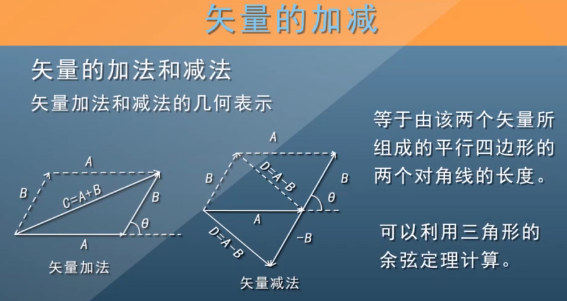 矢量的加减
矢量的加法和减法
矢量加法和减法的几何表示
A
B
C=A+B
B
θ
A
矢量加法
A
B
D=A-B
B
θ
A
D=A-B
-B
矢量减法
等于由该两个矢量所
组成的平行四边形的
两个对角线的长度。
可以利用三角形的
余弦定理计算。